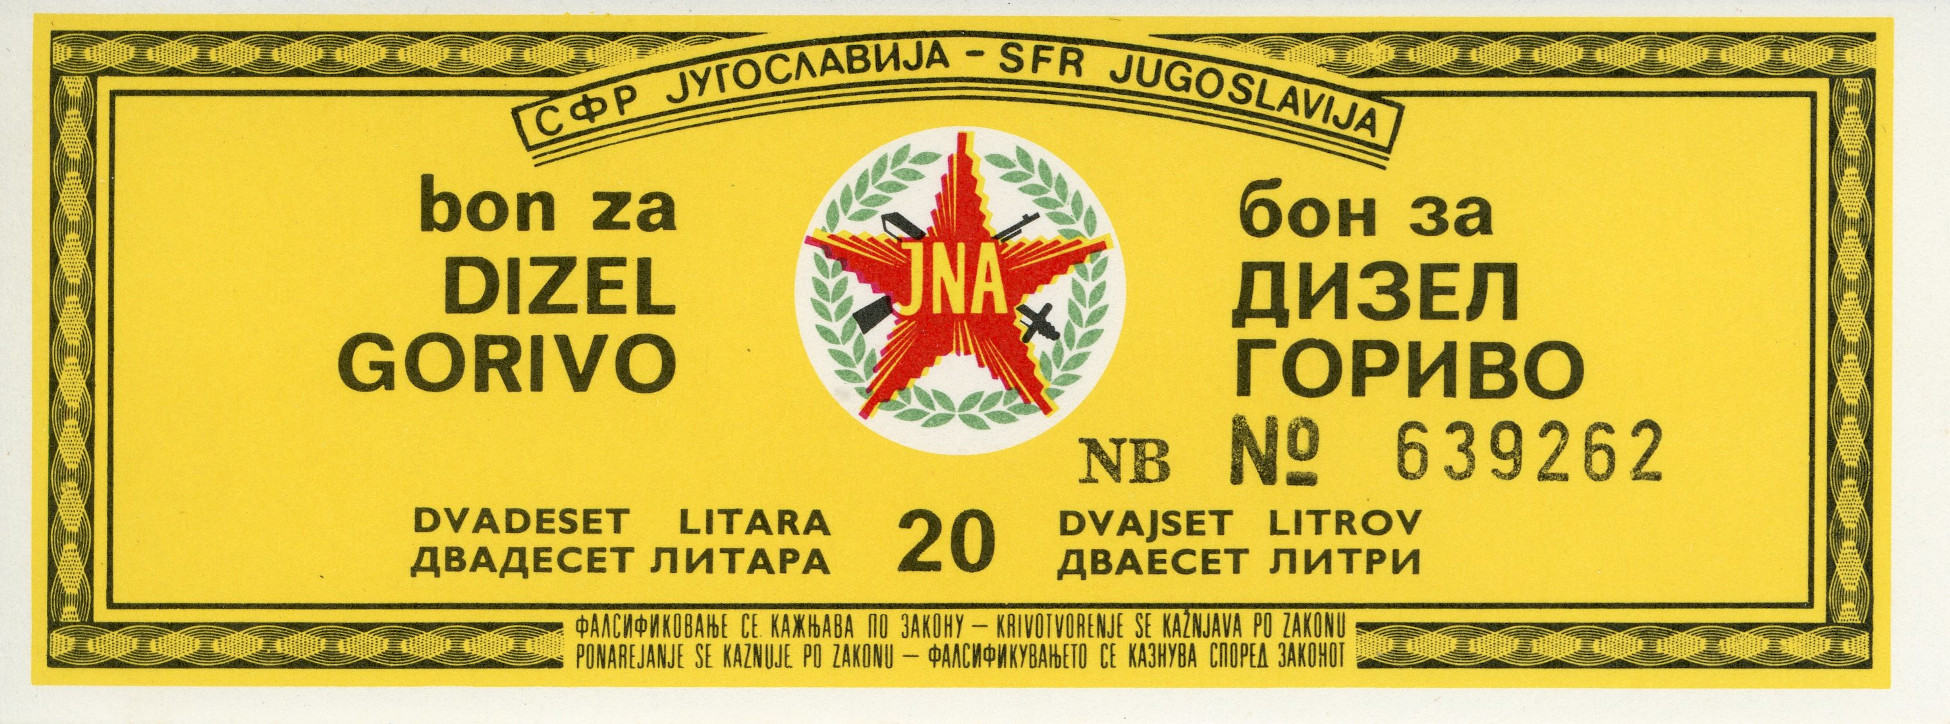 СФР ЈУГОСЛАВИЈА - SFR JUGOSLAVIJA
bon za
DIZEL
GORIVO
JNA
бон за
ДИЗЕЛ
ГОРИВО
NB № 639262
DVADESET LITARA
ДВАДЕСЕТ ЛИТАРА
20
DVAJSET LITROV
ДВАЕСЕТ ЛИТРИ
ФАЛСИФИКОВАЊЕ СЕ КАЖЊАВА ПО ЗАКОНУ — KRIVOTVORENJE SE KAŽNJAVA PO ZAKONU
PONAREJANJE SE KAZNUJE PO ZAKONU — ФАЛСИФИКУВАЊЕТО СЕ КАЗНУВА СПОРЕД ЗАКОНОТ